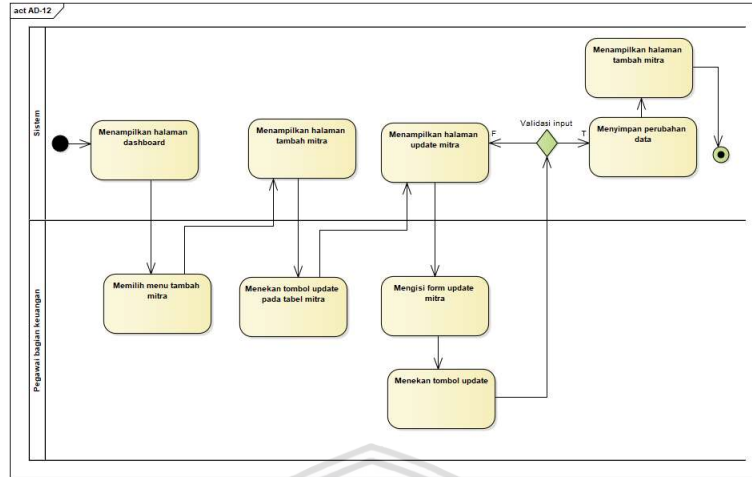 act AD-12
Sistem
Menampilkan halaman
dashboard
Menampilkan halaman
tambah mitra
Menampilkan halaman
update mitra
Validasi input
F
T
Menyimpan perubahan
data
Menampilkan halaman
tambah mitra
Pegawai bagian keuangan
Memilih menu tambah
mitra
Menekan tombol update
pada tabel mitra
Mengisi form update
mitra
Menekan tombol update